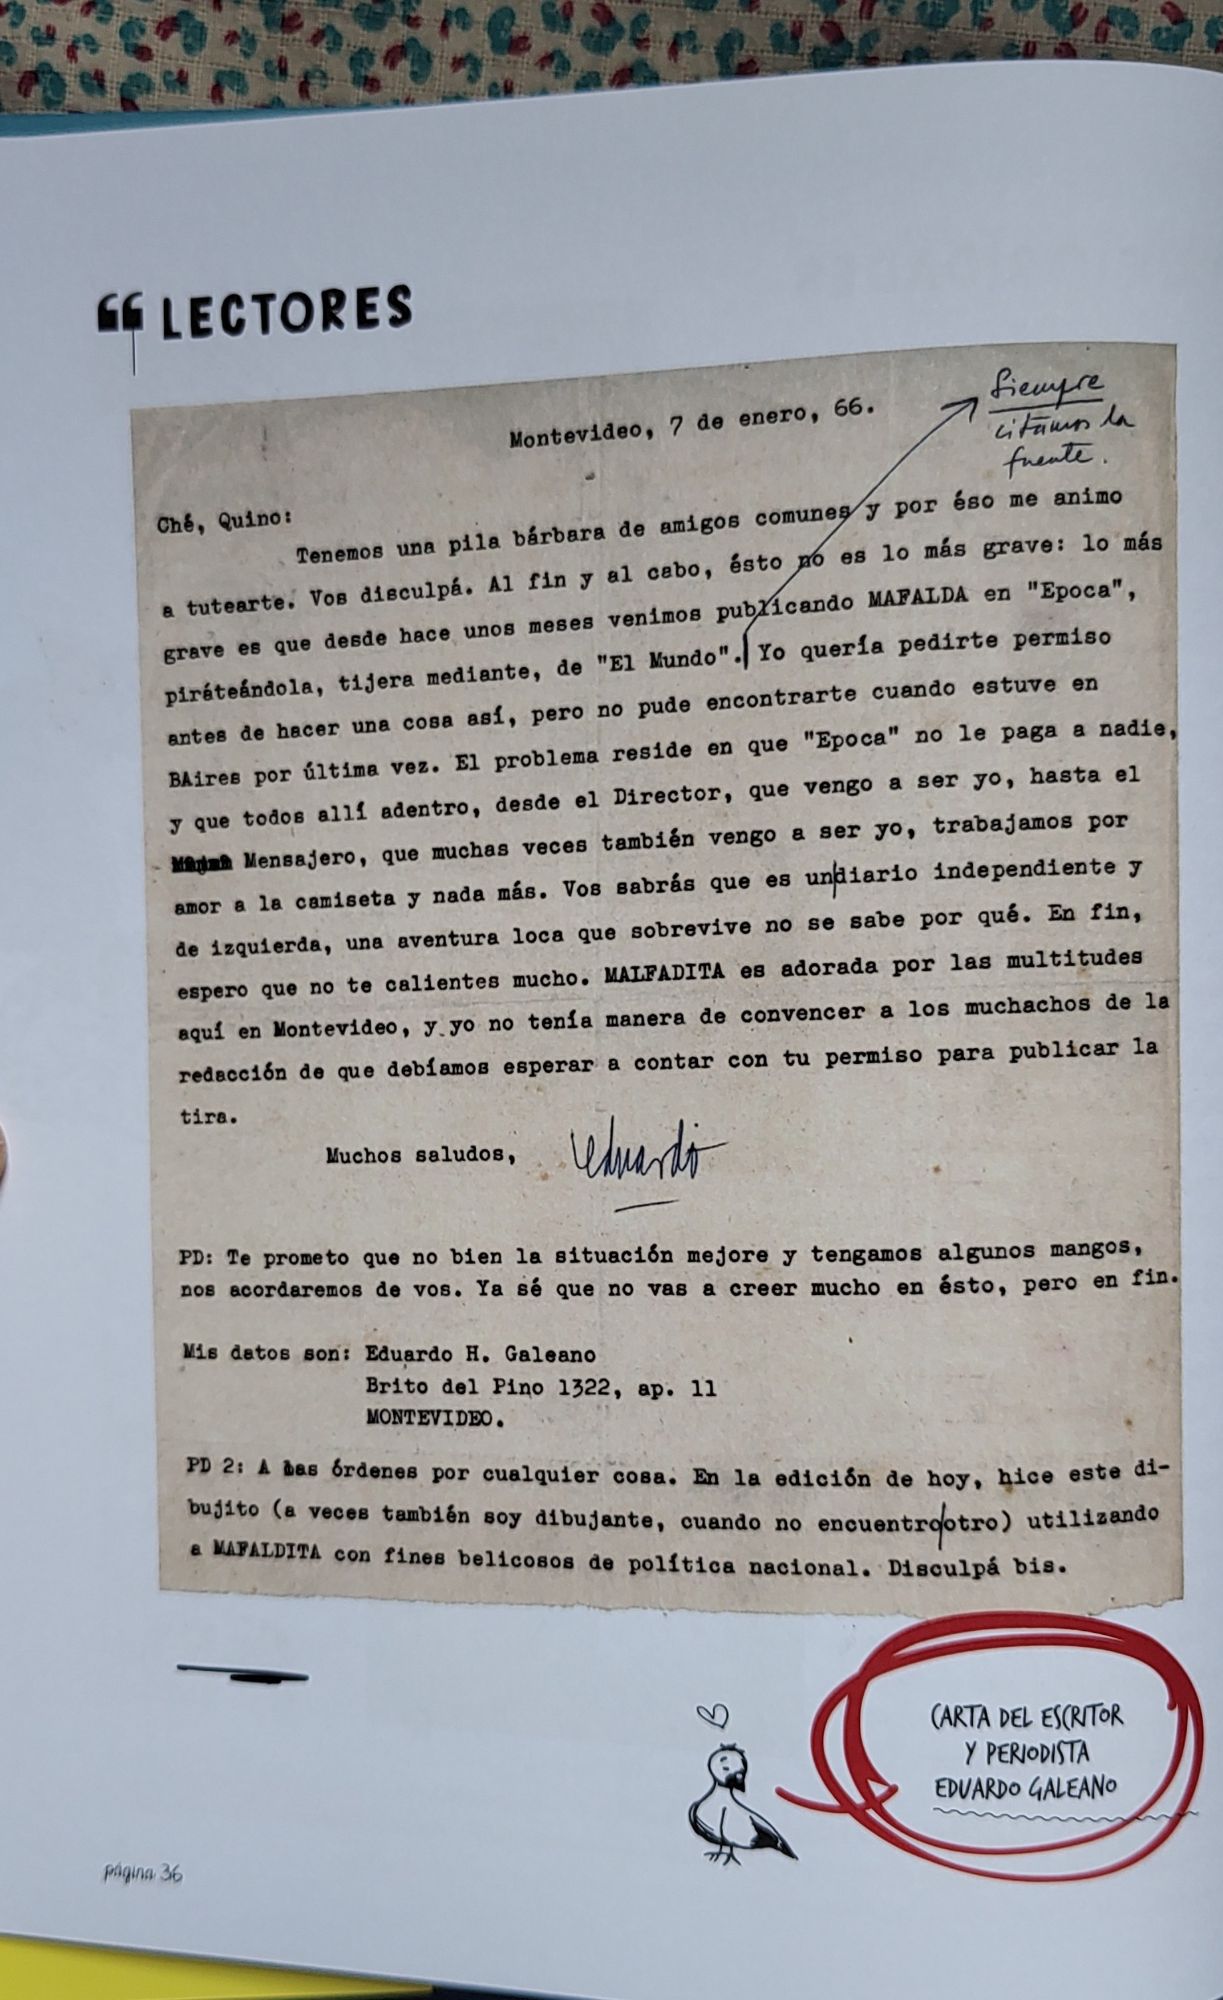 “ LECTORES
Montevideo, 7 de enero, 66.
Siempre
citamos la
fuente.
Ché, Quino:
Tenemos una pila bárbara de amigos comunes y por éso me animo
a tutearte. Vos disculpá. Al fin y al cabo, ésto no es lo más grave: lo más
grave es que desde hace unos meses venimos publicando MAFALDA en "Epoca",
piráteándola, tijera mediante, de "El Mundo". Yo quería pedirte permiso
antes de hacer una cosa así, pero no pude encontrarte cuando estuve en
BAires por última vez. El problema reside en que "Epoca" no le paga a nadie,
y que todos allí adentro, desde el Director, que vengo a ser yo, hasta el
Mensajero, que muchas veces también vengo a ser yo, trabajamos por
amor a la camiseta y nada más. Vos sabrás que es un|diario independiente y
de izquierda, una aventura loca que sobrevive no se sabe por qué. En fin,
espero que no te calientes mucho. MALFADITA es adorada por las multitudes
aquí en Montevideo, y yo no tenía manera de convencer a los muchachos de la
redacción de que debíamos esperar a contar con tu permiso para publicar la
tira.
Muchos saludos, eduardo
PD: Te prometo que no bien la situación mejore y tengamos algunos mangos,
nos acordaremos de vos. Ya sé que no vas a creer mucho en ésto, pero en fin.
Mis datos son: Eduardo H. Galeano
Brito del Pino 1322, ap. 11
MONTEVIDEO.
PD 2: A las órdenes por cualquier cosa. En la edición de hoy, hice este di-
bujito (a veces también soy dibujante, cuando no encuentro/otro) utilizando
a MAFALDITA con fines belicosos de política nacional. Disculpá bis.
CARTA DEL ESCRITOR
Y PERIODISTA
EDUARDO GALEANO
página 36